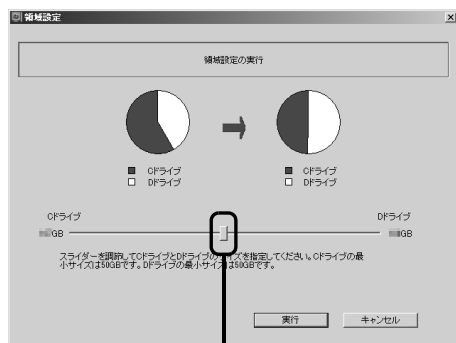 領域設定
領域設定の実行
Cドライブ
Dドライブ
Cドライブ
Dドライブ
Cドライブ
Dドライブ
GB
GB
スライダーを調節してCドライブとDドライブのサイズを指定してください。Cドライブの最
小サイズは50GBです。Dドライブの最小サイズは50GBです。
実行
キャンセル